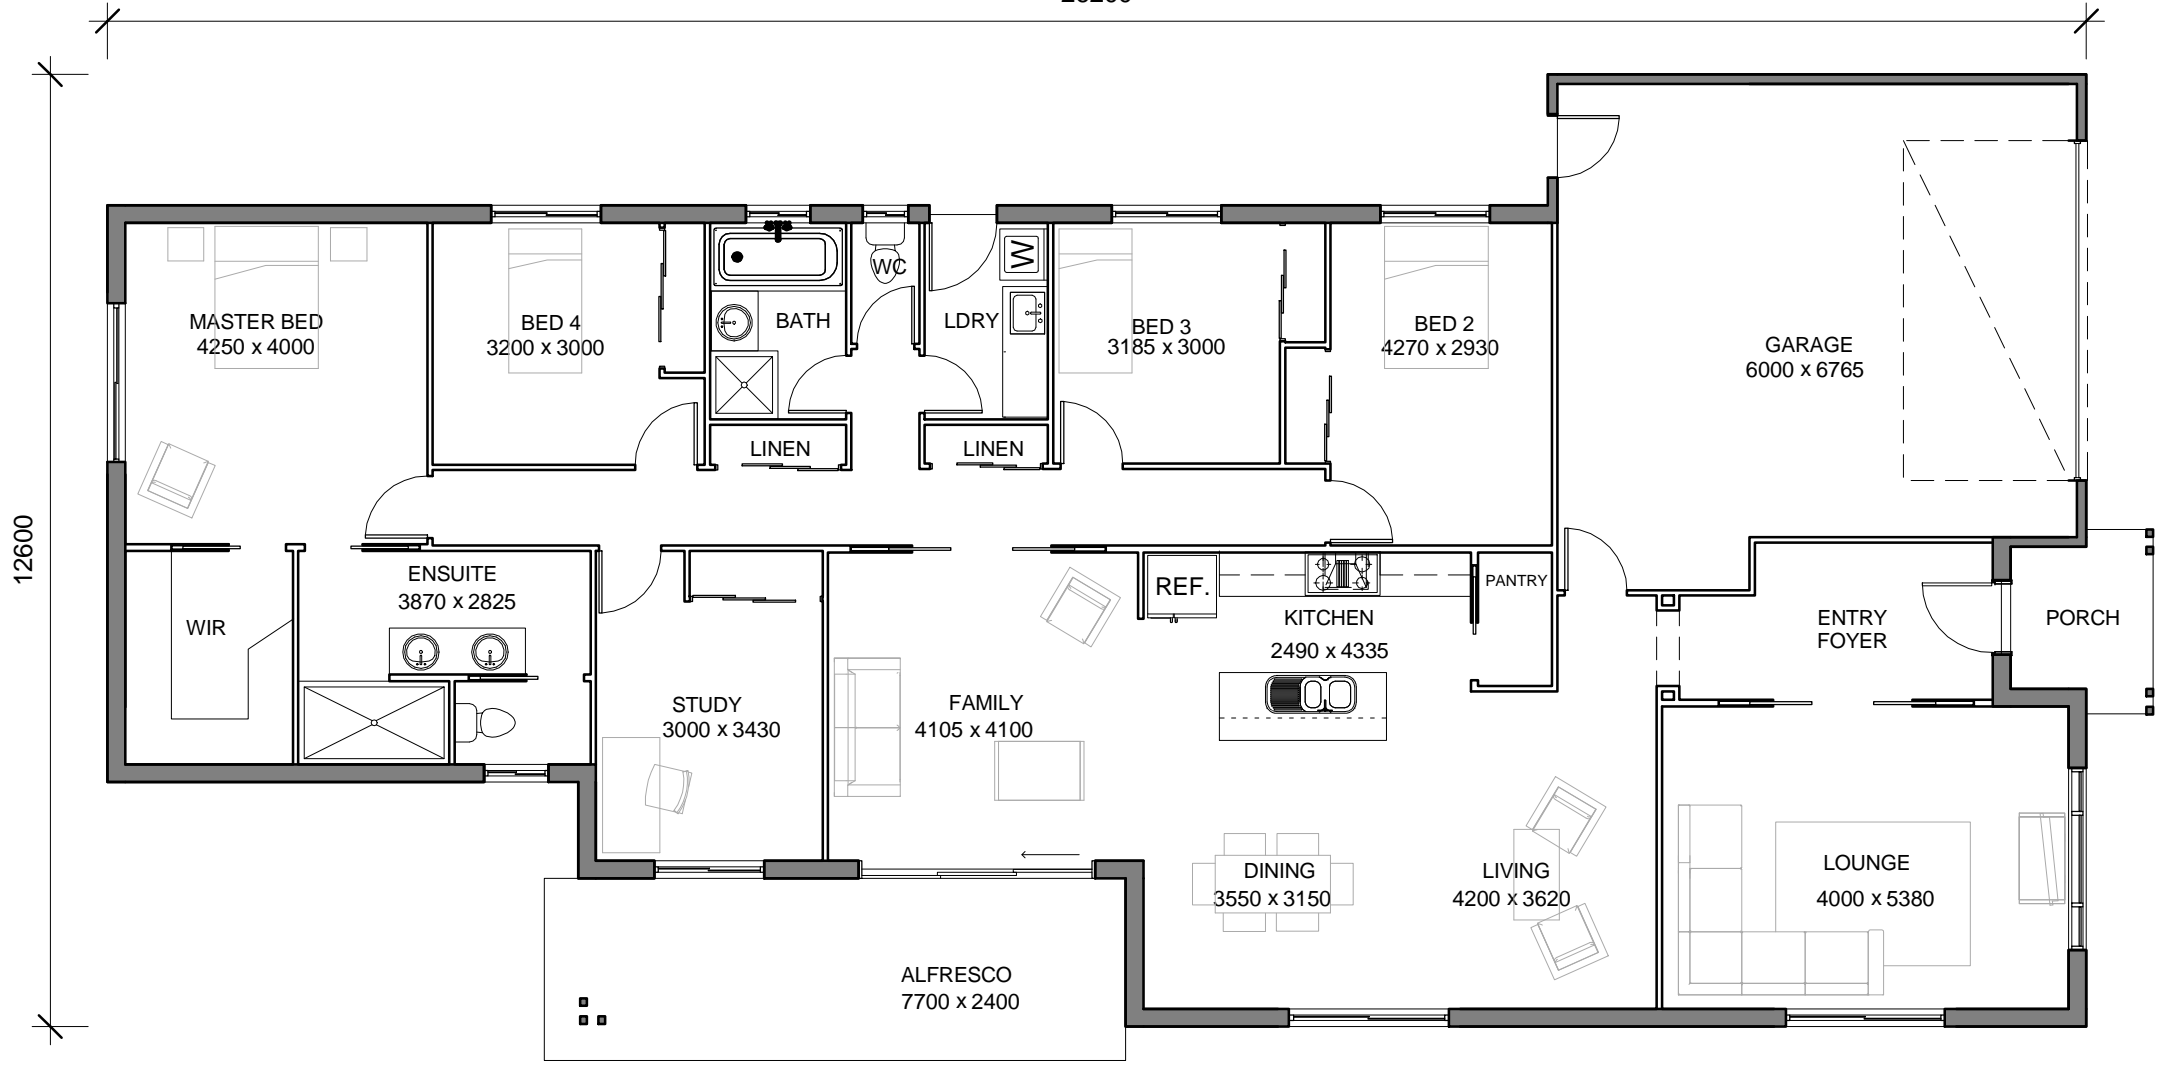 12600
MASTER BED
4250 x 4000
BED 4
3200 x 3000
BATH
WC
LDRY
W
BED 3
3185 x 3000
BED 2
4270 x 2930
GARAGE
6000 x 6765
LINEN
LINEN
WIR
ENSUITE
3870 x 2825
STUDY
3000 x 3430
FAMILY
4105 x 4100
REF.
KITCHEN
2490 x 4335
PANTRY
ENTRY
FOYER
PORCH
DINING
3550 x 3150
LIVING
4200 x 3620
LOUNGE
4000 x 5380
ALFRESCO
7700 x 2400